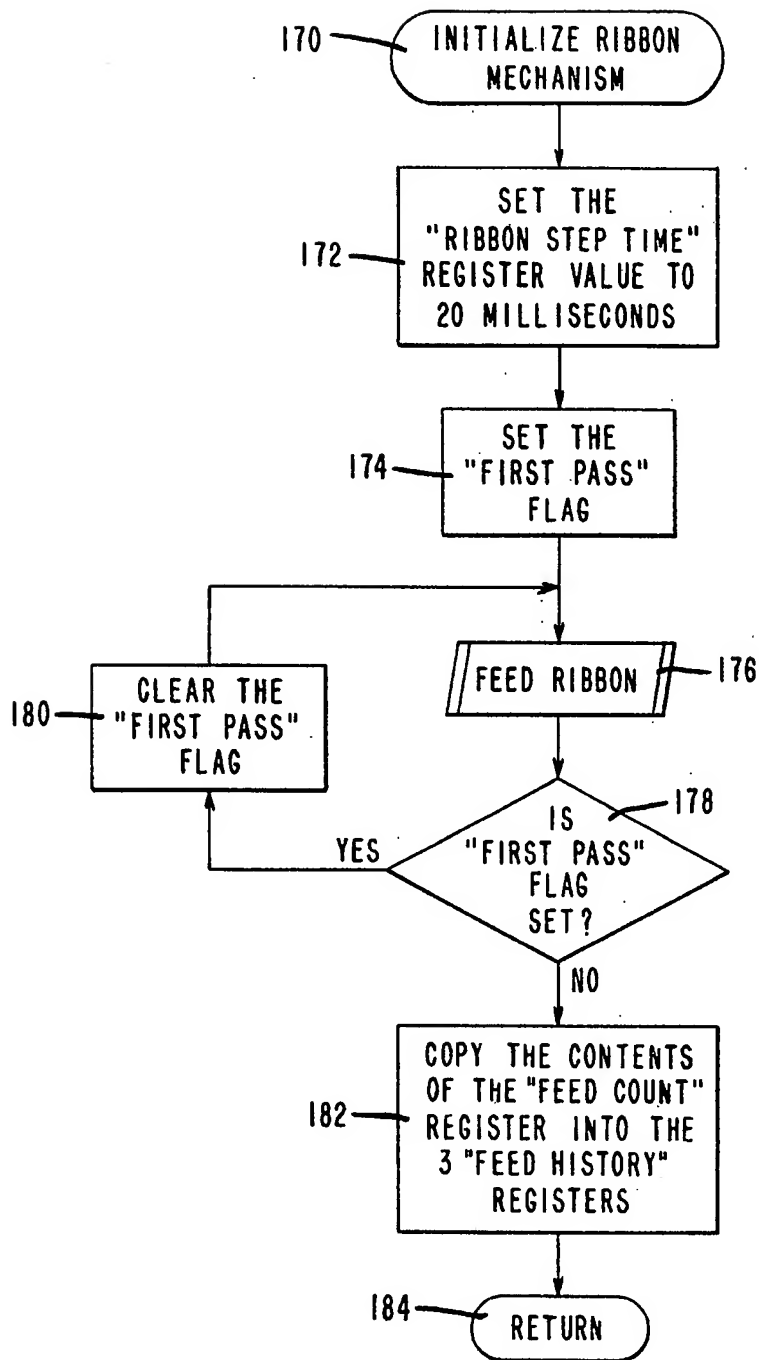 170
INITIALIZE RIBBON
MECHANISM
172
SET THE
"RIBBON STEP TIME"
REGISTER VALUE TO
20 MILLISECONDS
174
SET THE
"FIRST PASS"
FLAG
180
CLEAR THE
"FIRST PASS"
FLAG
FEED RIBBON
176
178
IS
"FIRST PASS"
FLAG
SET?
YES
NO
182
COPY THE CONTENTS
OF THE "FEED COUNT"
REGISTER INTO THE
3 "FEED HISTORY"
REGISTERS
184
RETURN